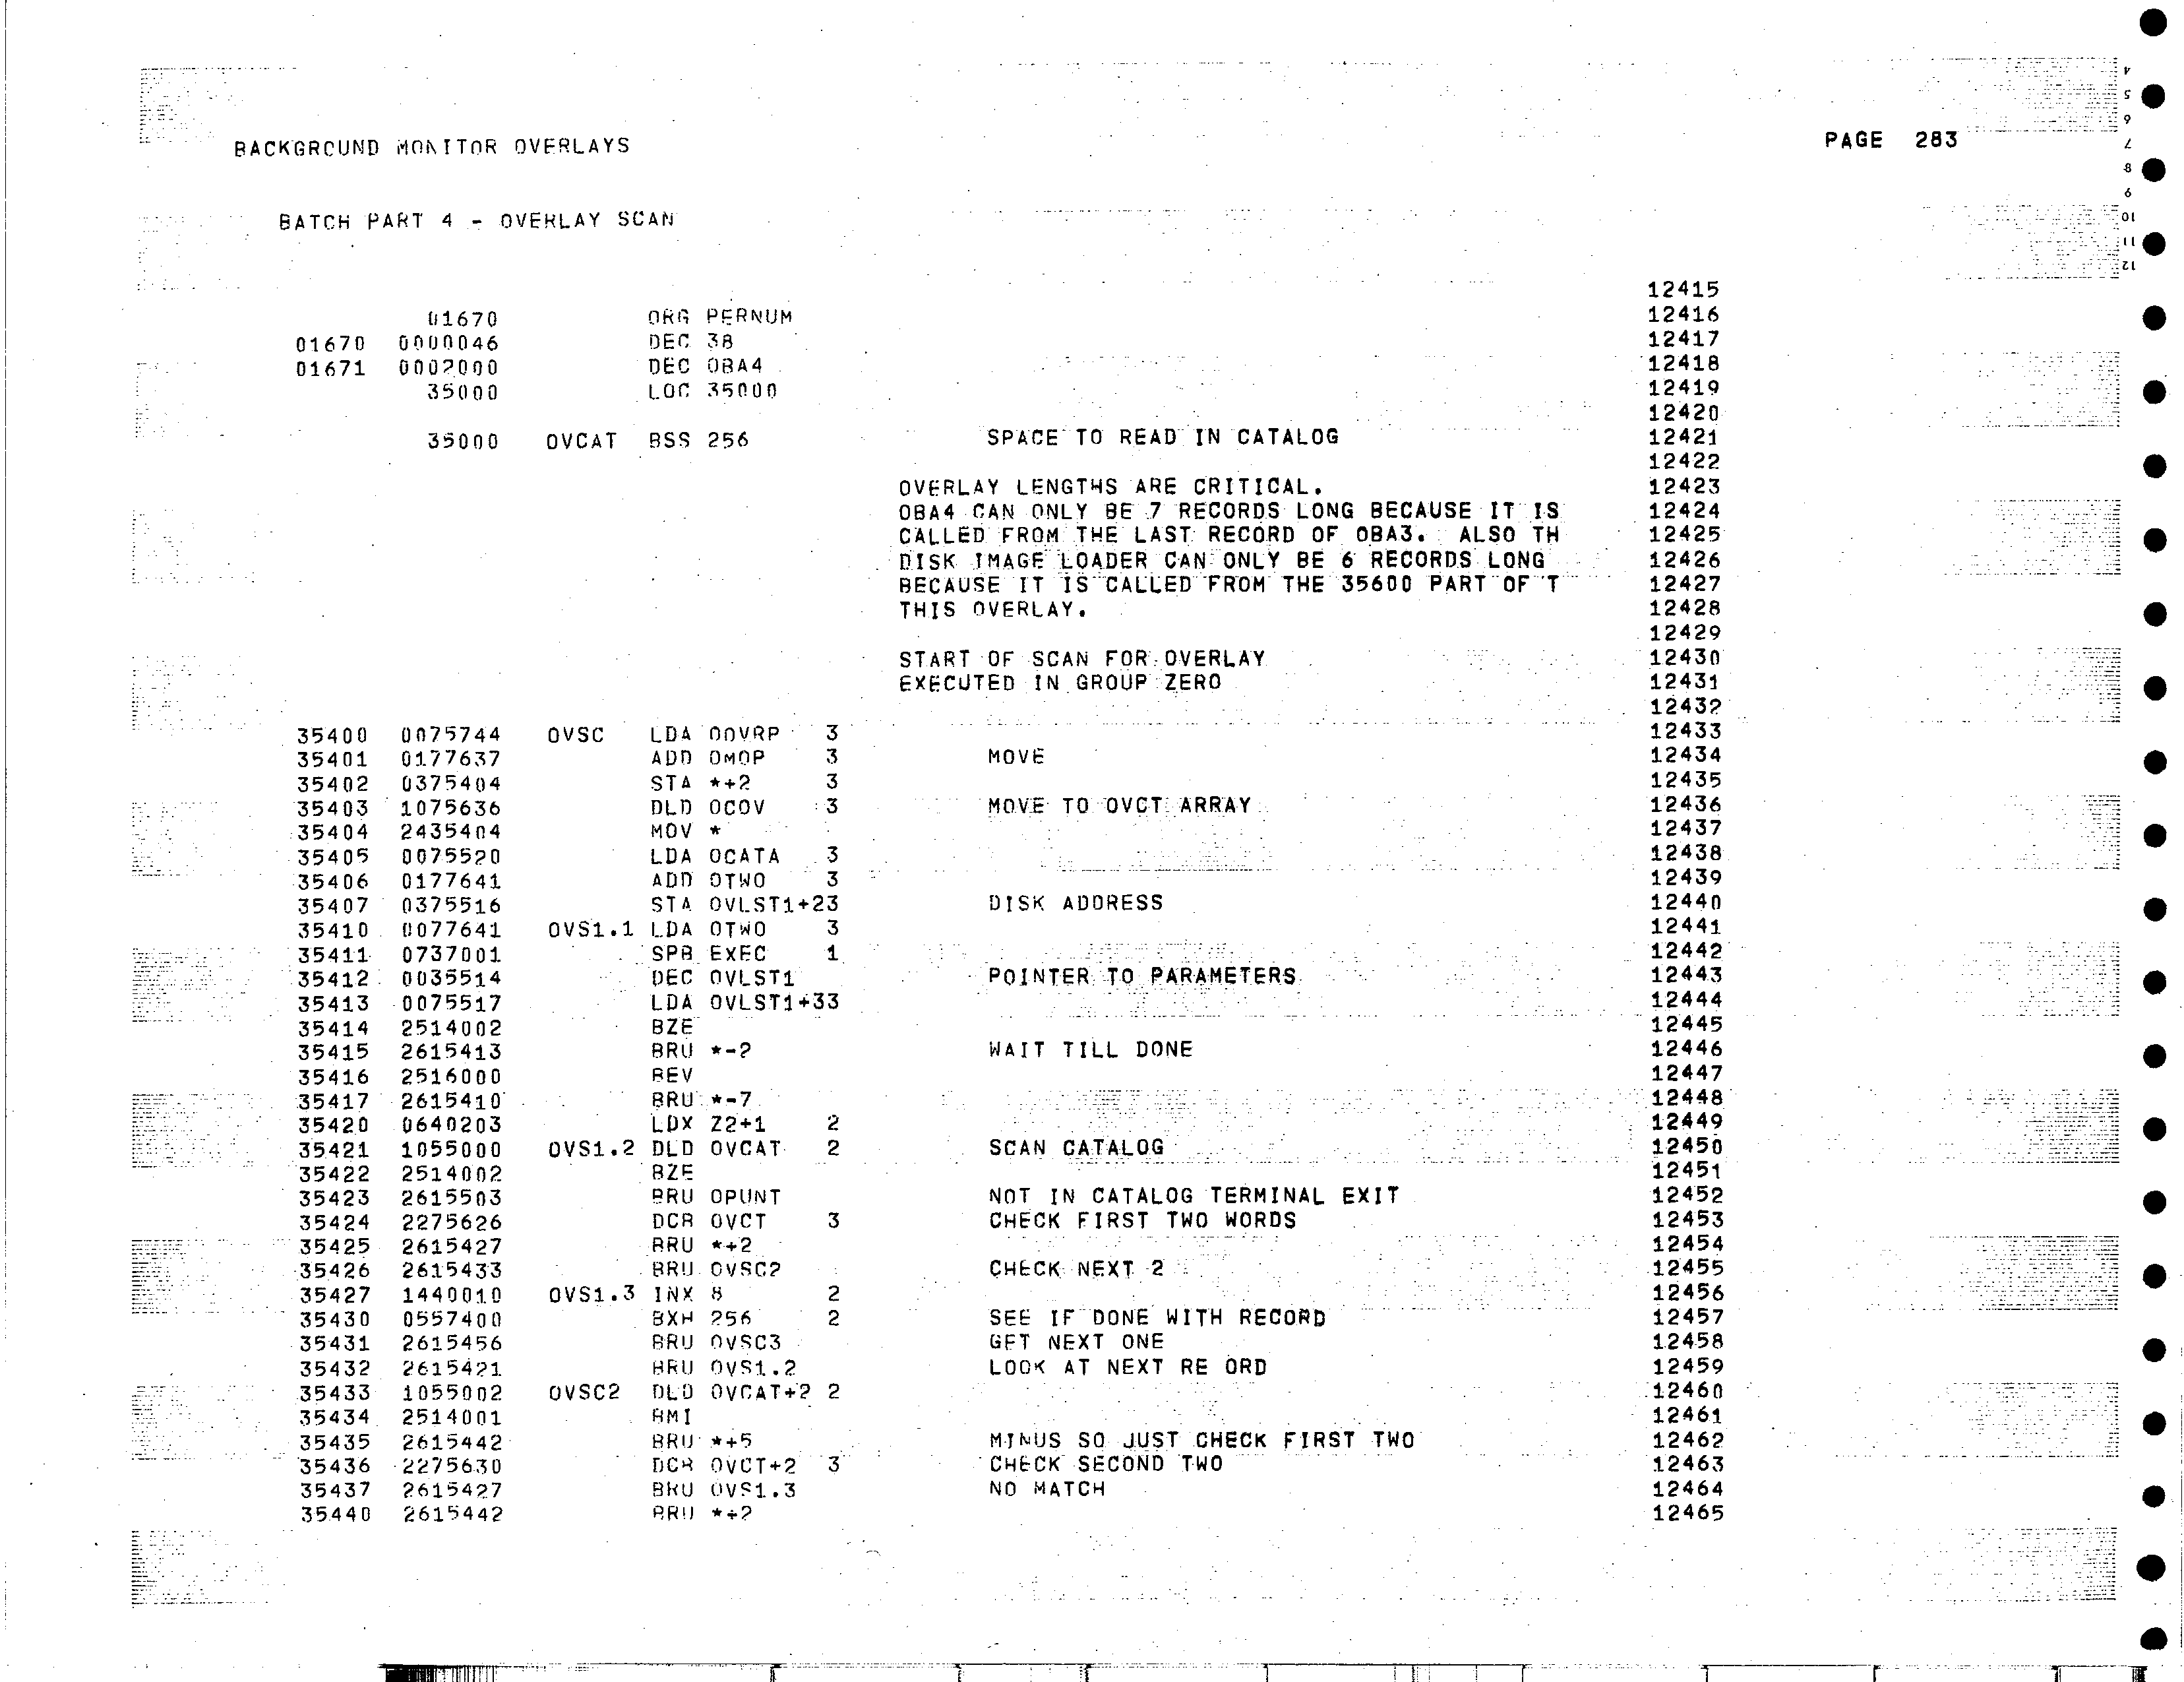 BACKGROUND MONITOR OVERLAYS PAGE 283
BATCH PART 4 - OVERLAY SCAN
12415
01670 ORG PERNUM 12416
01670 0000046 DEC 38 12417
01671 0002000 DEC OBA4 12418
35000 LOC 35000 12419
12420
35000 OVCAT BSS 256 SPACE TO READ IN CATALOG 12421
12422
OVERLAY LENGTHS ARE CRITICAL. 12423
OBA4 CAN ONLY BE 7 RECORDS LONG BECAUSE IT IS 12424
CALLED FROM THE LAST RECORD OF OBA3. ALSO TH 12425
DISK IMAGE LOADER CAN ONLY BE 6 RECORDS LONG 12426
BECAUSE IT IS CALLED FROM THE 35600 PART OF T 12427
THIS OVERLAY. 12428
12429
START OF SCAN FOR OVERLAY 12430
EXECUTED IN GROUP ZERO 12431
12432
35400 0075744 OVSC LDA OOVRP 3 12433
35401 0177637 ADD OMOP 3 MOVE 12434
35402 0375404 STA *+2 3 12435
35403 1075636 DLD OCOV 3 MOVE TO OVCT ARRAY 12436
35404 2435404 MOV * 12437
35405 0075520 LDA OCATA 3 12438
35406 0177641 ADD OTWO 3 12439
35407 0375516 STA OVLST1+23 DISK ADDRESS 12440
35410 0077641 OVS1.1 LDA OTWO 3 12441
35411 0737001 SPB EXEC 1 12442
35412 0035514 DEC OVLST1 POINTER TO PARAMETERS 12443
35413 0075517 LDA OVLST1+33 12444
35414 2514002 BZE 12445
35415 2615413 BRU *-2 WAIT TILL DONE 12446
35416 2516000 BEV 12447
35417 2615410 BRU *-7 12448
35420 0640203 LDX Z2+1 2 12449
35421 1055000 OVS1.2 DLD OVCAT 2 SCAN CATALOG 12450
35422 2514002 BZE 12451
35423 2615503 BRU OPUNT NOT IN CATALOG TERMINAL EXIT 12452
35424 2275626 DCB OVCT 3 CHECK FIRST TWO WORDS 12453
35425 2615427 BRU *+2 12454
35426 2615433 BRU OVSC2 CHECK NEXT 2 12455
35427 1440010 OVS1.3 INX 8 2 12456
35430 0557400 BXH 256 2 SEE IF DONE WITH RECORD 12457
35431 2615456 BRU OVSC3 GET NEXT ONE 12458
35432 2615421 BRU OVS1.2 LOOK AT NEXT RE ORD 12459
35433 1055002 OVSC2 DLD OVCAT+2 2 12460
35434 2514001 BMI 12461
35435 2615442 BRU *+5 MINUS SO JUST CHECK FIRST TWO 12462
35436 2275630 DCB OVCT+2 3 CHECK SECOND TWO 12463
35437 2615427 BRU OVS1.3 NO MATCH 12464
35440 2615442 BRU *+2 12465
4
5
6
7
8
9
10
11
12